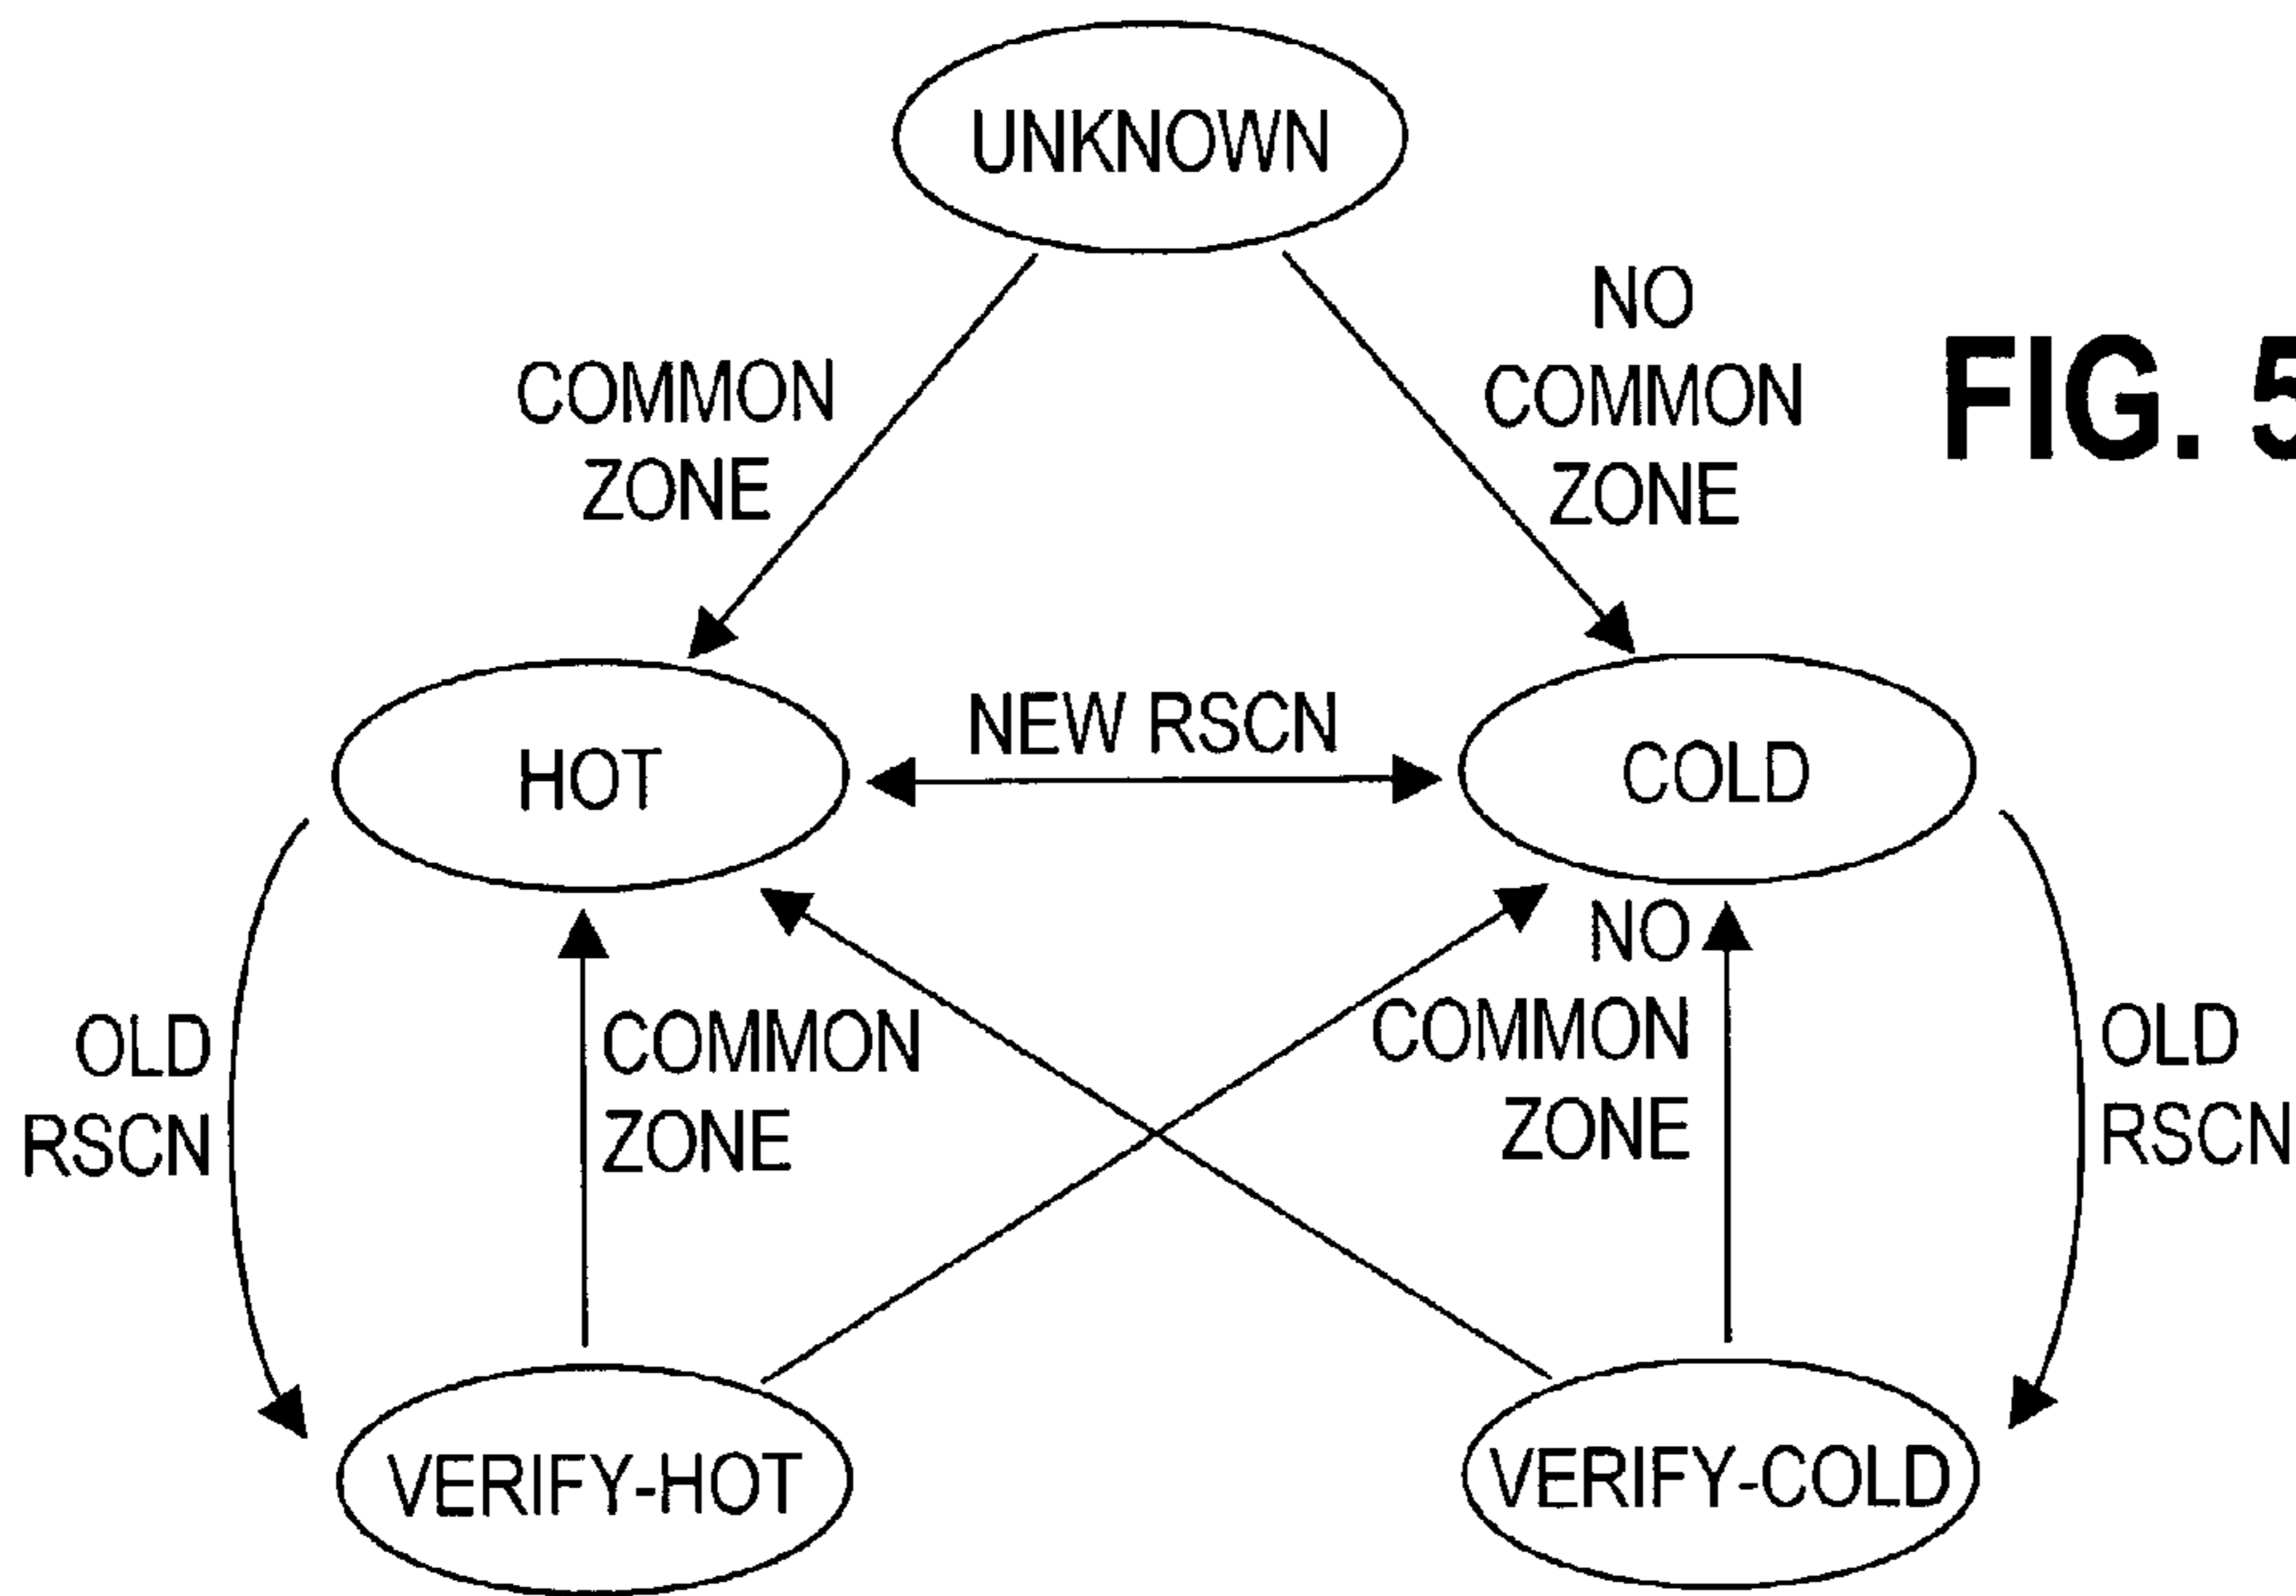 UNKNOWN
COMMON
ZONE
NO
COMMON
ZONE
FIG. 5
HOT
NEW RSCN
COLD
OLD
RSCN
COMMON
ZONE
NO
COMMON
ZONE
OLD
RSCN
VERIFY-HOT
VERIFY-COLD